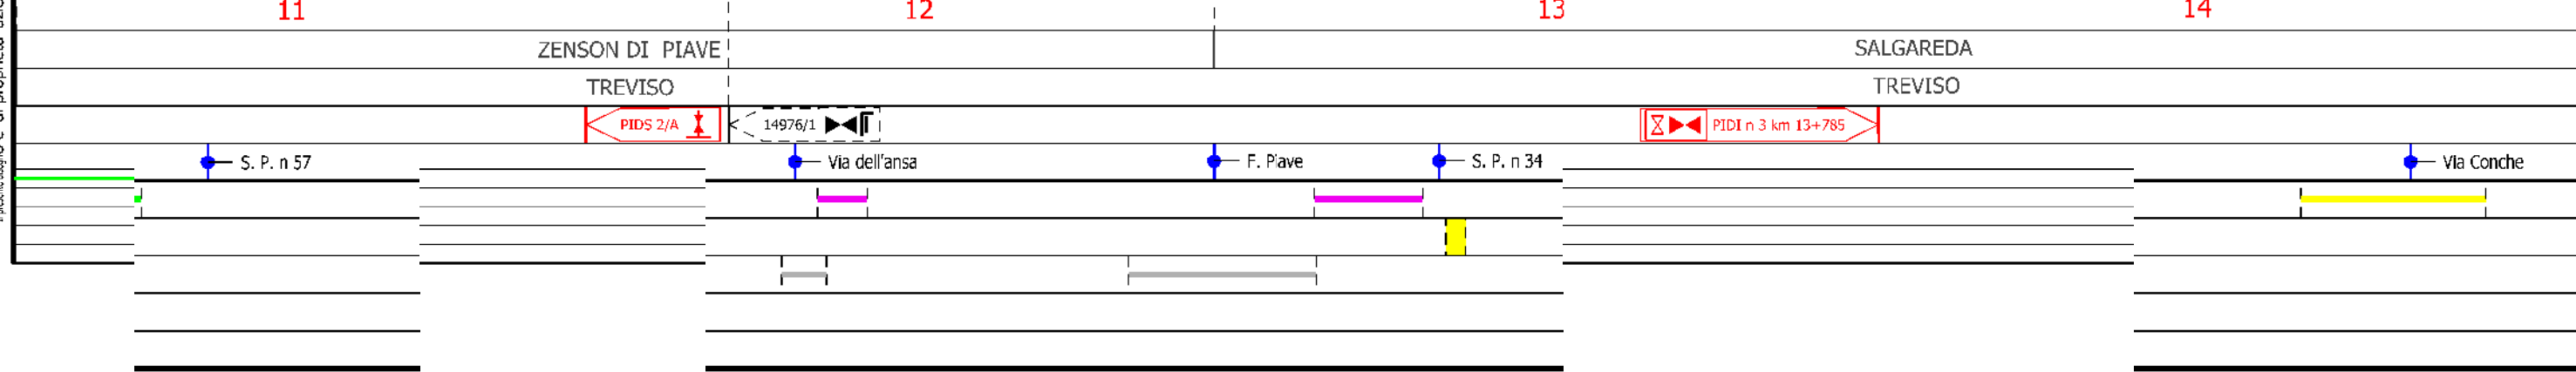 11 12 13 14
ZENSON DI PIAVE SALGAREDA
TREVISO TREVISO
PIDS 2/A 14976/1 PIDI n 3 km 13+785
S. P. n 57 Via dell'ansa F. Piave S. P. n 34 Via Conche